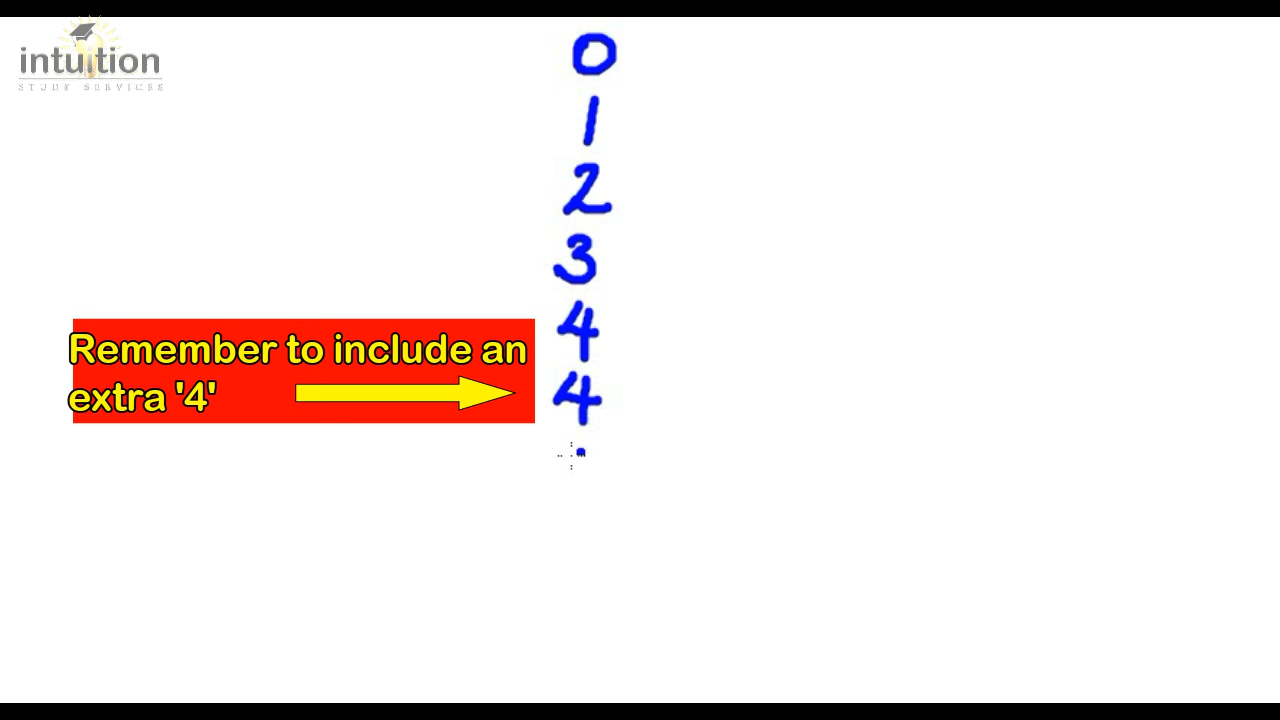 intuition
STUDY SERVICES
0
1
2
3
4
Remember to include an
extra '4'
4